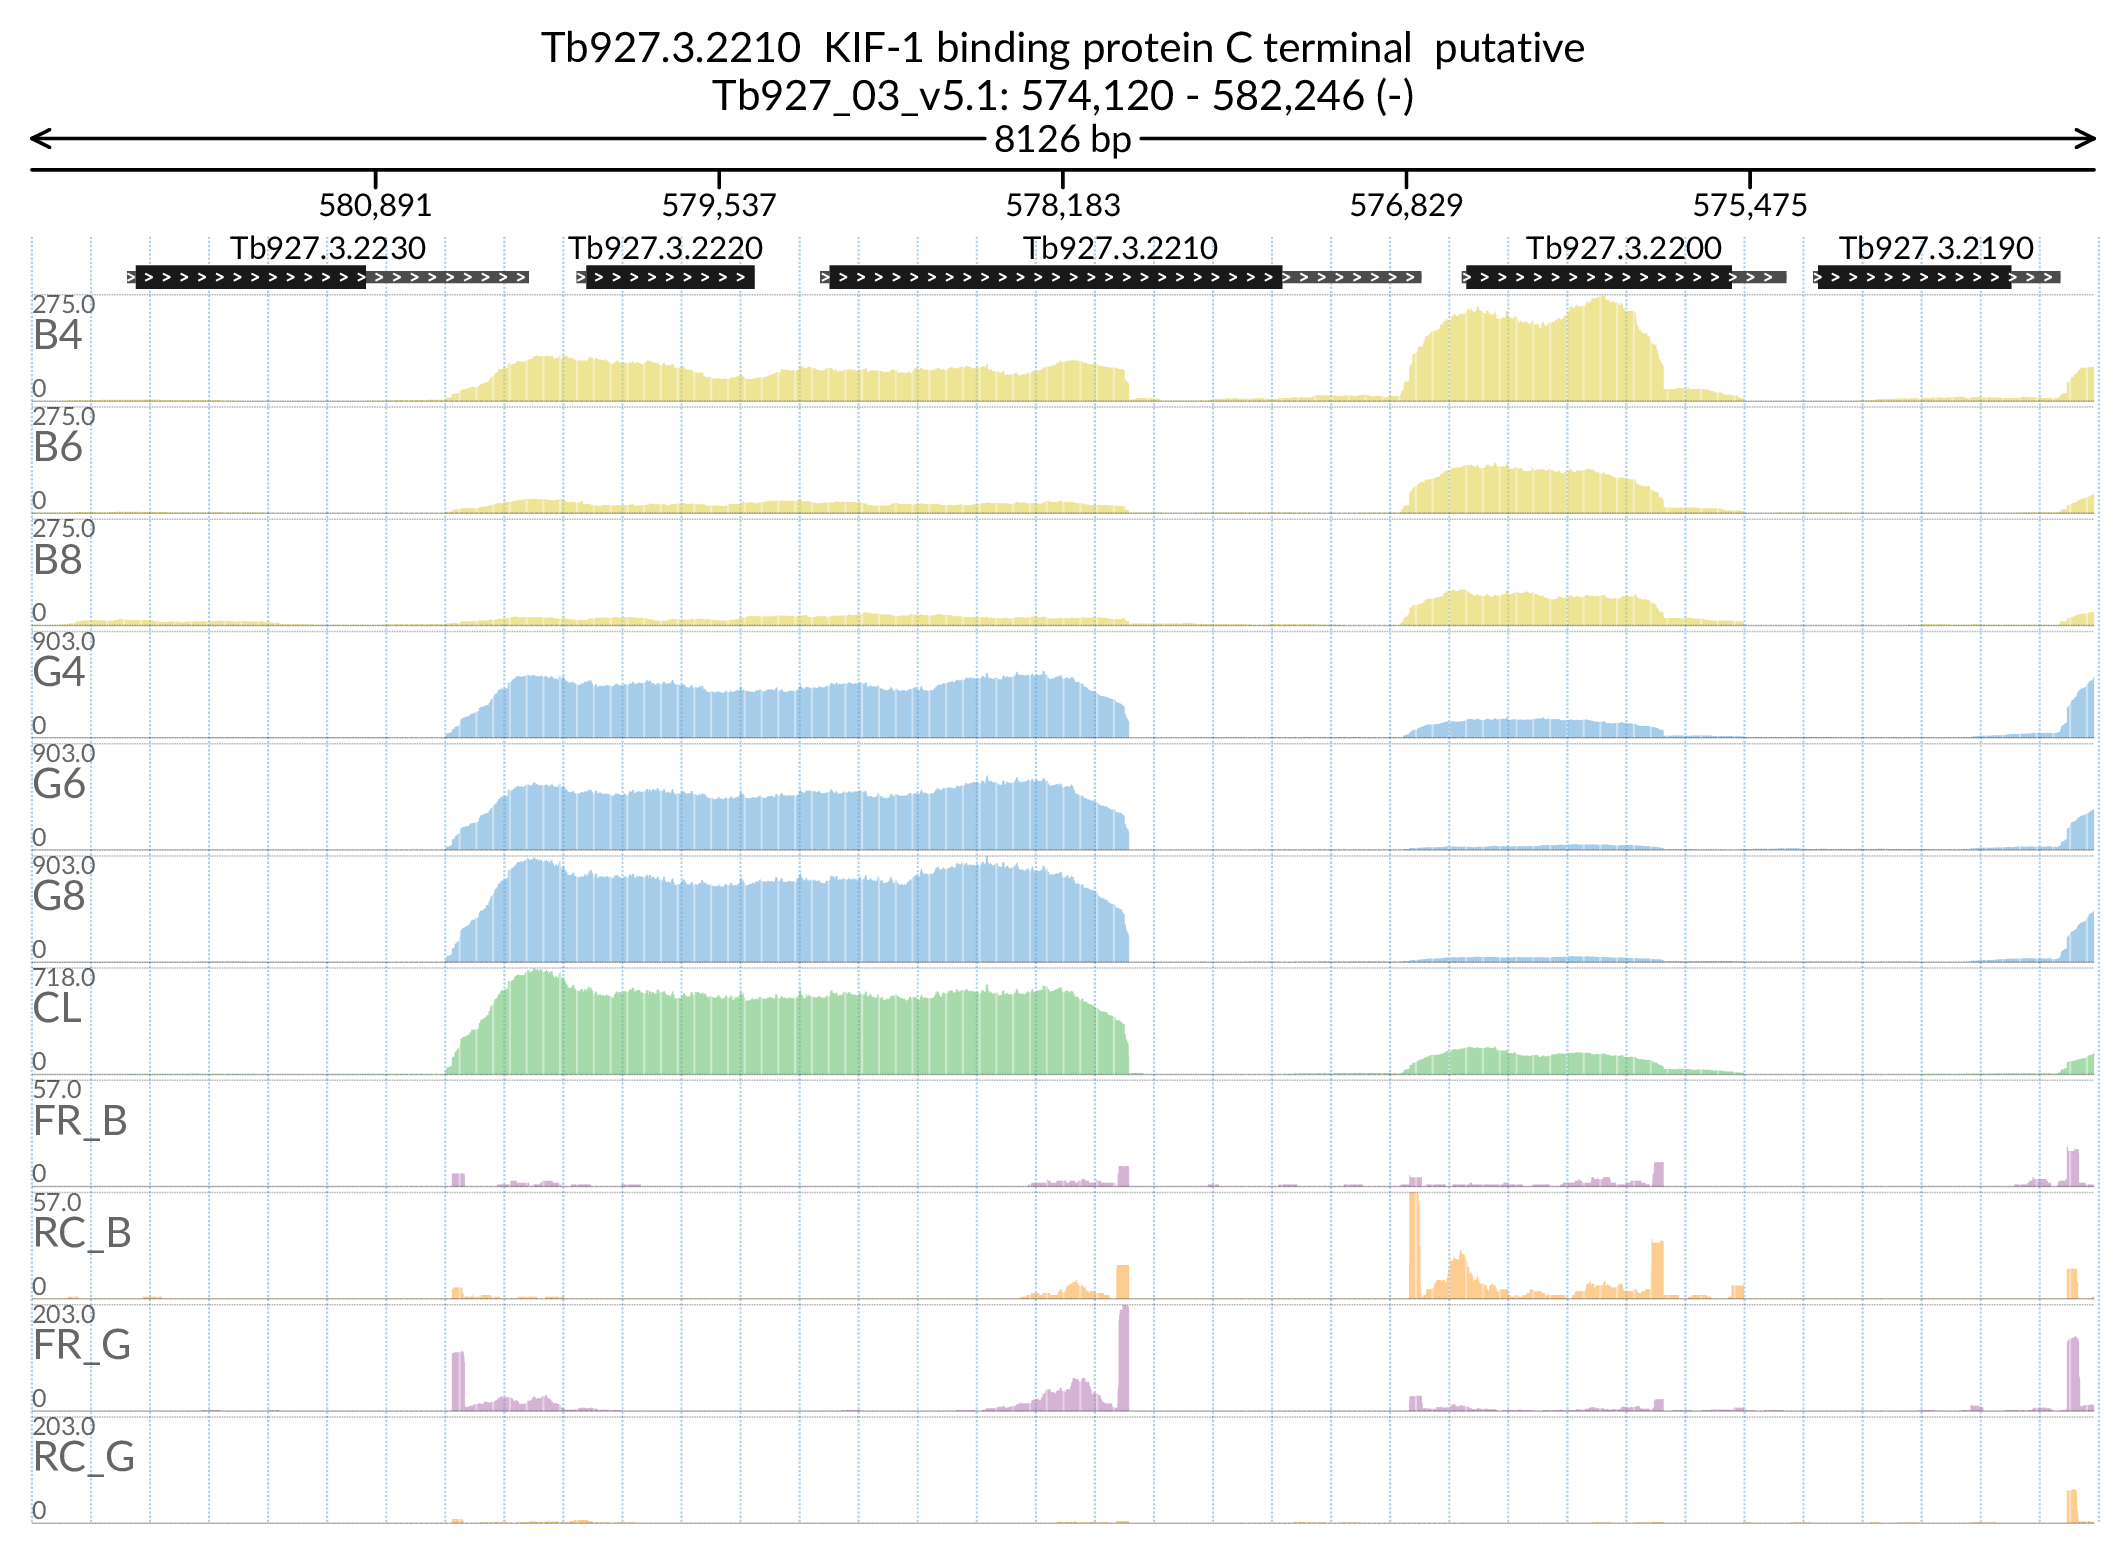 Tb927.3.2210 KIF-1 binding protein C terminal putative
Tb927_03_v5.1: 574,120 - 582,246 (-)
8126 bp
580,891 579,537 578,183 576,829 575,475
Tb927.3.2230 Tb927.3.2220 Tb927.3.2210 Tb927.3.2200 Tb927.3.2190
275.0
B4
0
275.0
B6
0
275.0
B8
0
903.0
G4
0
903.0
G6
0
903.0
G8
0
718.0
CL
0
57.0
FR_B
0
57.0
RC_B
0
203.0
FR_G
0
203.0
RC_G
0